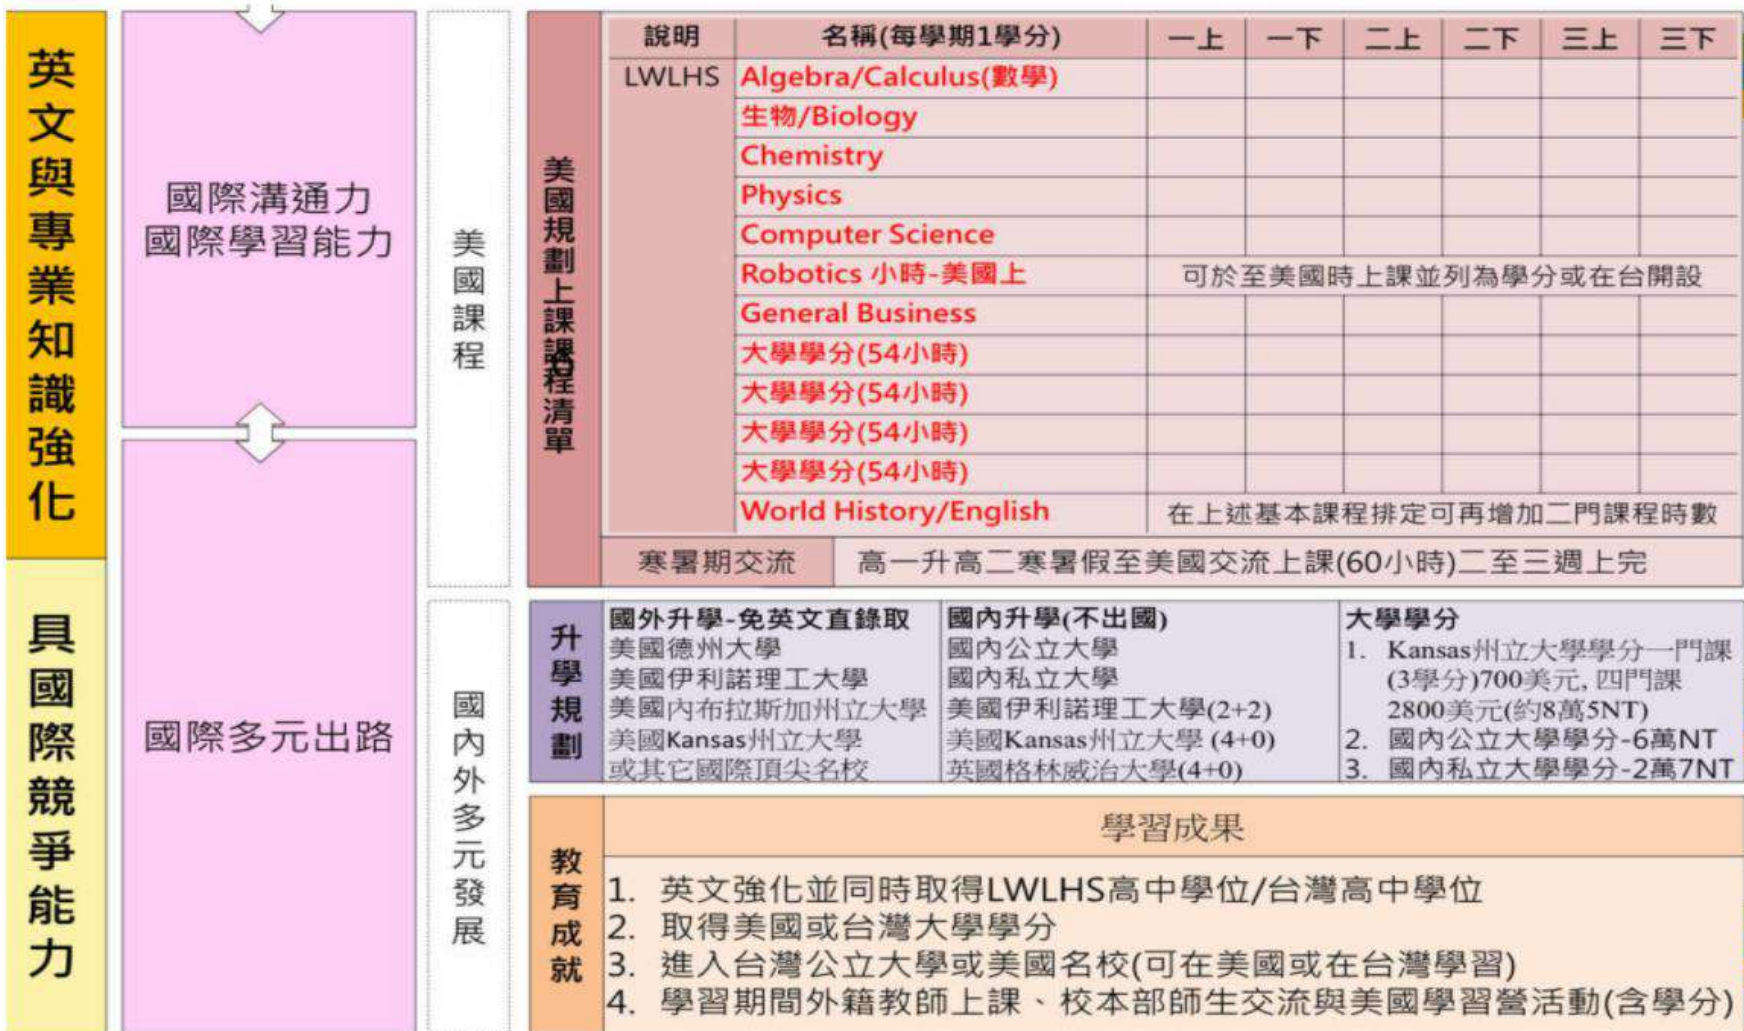 英文與專業知識強化
具國際競爭能力
國際溝通力
國際學習能力
國際多元出路
美國課程
國內外多元發展
美國規劃上課課程清單
說明 名稱(每學期1學分) 一上 一下 二上 二下 三上 三下
LWLHS Algebra/Calculus(數學)
生物/Biology
Chemistry
Physics
Computer Science
Robotics 小時-美國上 可於至美國時上課並列為學分或在台開設
General Business
大學學分(54小時)
大學學分(54小時)
大學學分(54小時)
大學學分(54小時)
World History/English 在上述基本課程排定可再增加二門課程時數
寒暑期交流 高一升高二寒暑假至美國交流上課(60小時)二至三週上完
升學規劃
國外升學-免英文直錄取
美國德州大學
美國伊利諾理工大學
美國內布拉斯加州立大學
美國Kansas州立大學
或其它國際頂尖名校
國內升學(不出國)
國內公立大學
國內私立大學
美國伊利諾理工大學(2+2)
美國Kansas州立大學 (4+0)
英國格林威治大學(4+0)
大學學分
1. Kansas州立大學學分一門課
(3學分)700美元,四門課
2800美元(約8萬5NT)
2. 國內公立大學學分-6萬NT
3. 國內私立大學學分-2萬7NT
教育成就
學習成果
1. 英文強化並同時取得LWLHS高中學位/台灣高中學位
2. 取得美國或台灣大學學分
3. 進入台灣公立大學或美國名校(可在美國或在台灣學習)
4. 學習期間外籍教師上課、校本部師生交流與美國學習營活動(含學分)